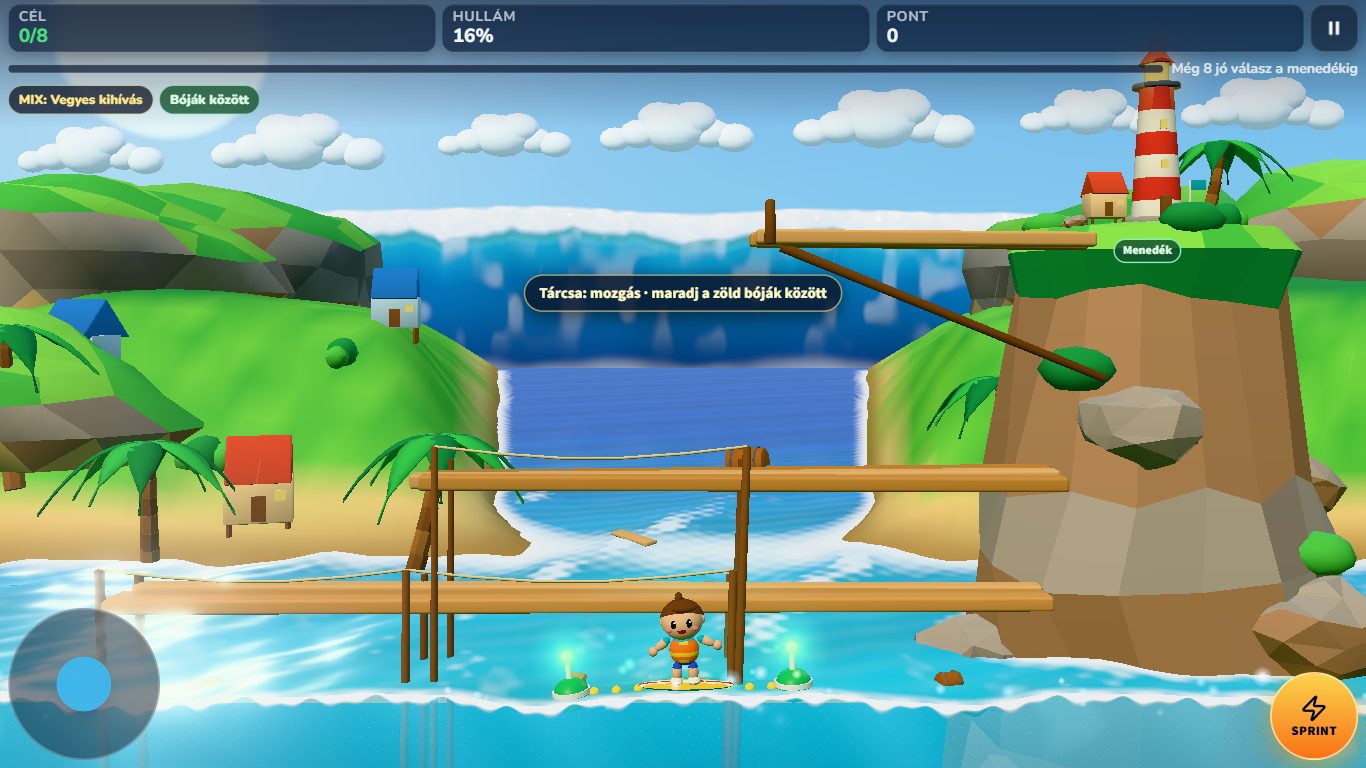 CÉL
0/8
HULLÁM
16%
PONT
0
Még 8 jó válasz a menedékig
MIX: Vegyes kihívás
Bóják között
Menedék
Tárcsa: mozgás · maradj a zöld bóják között
SPRINT